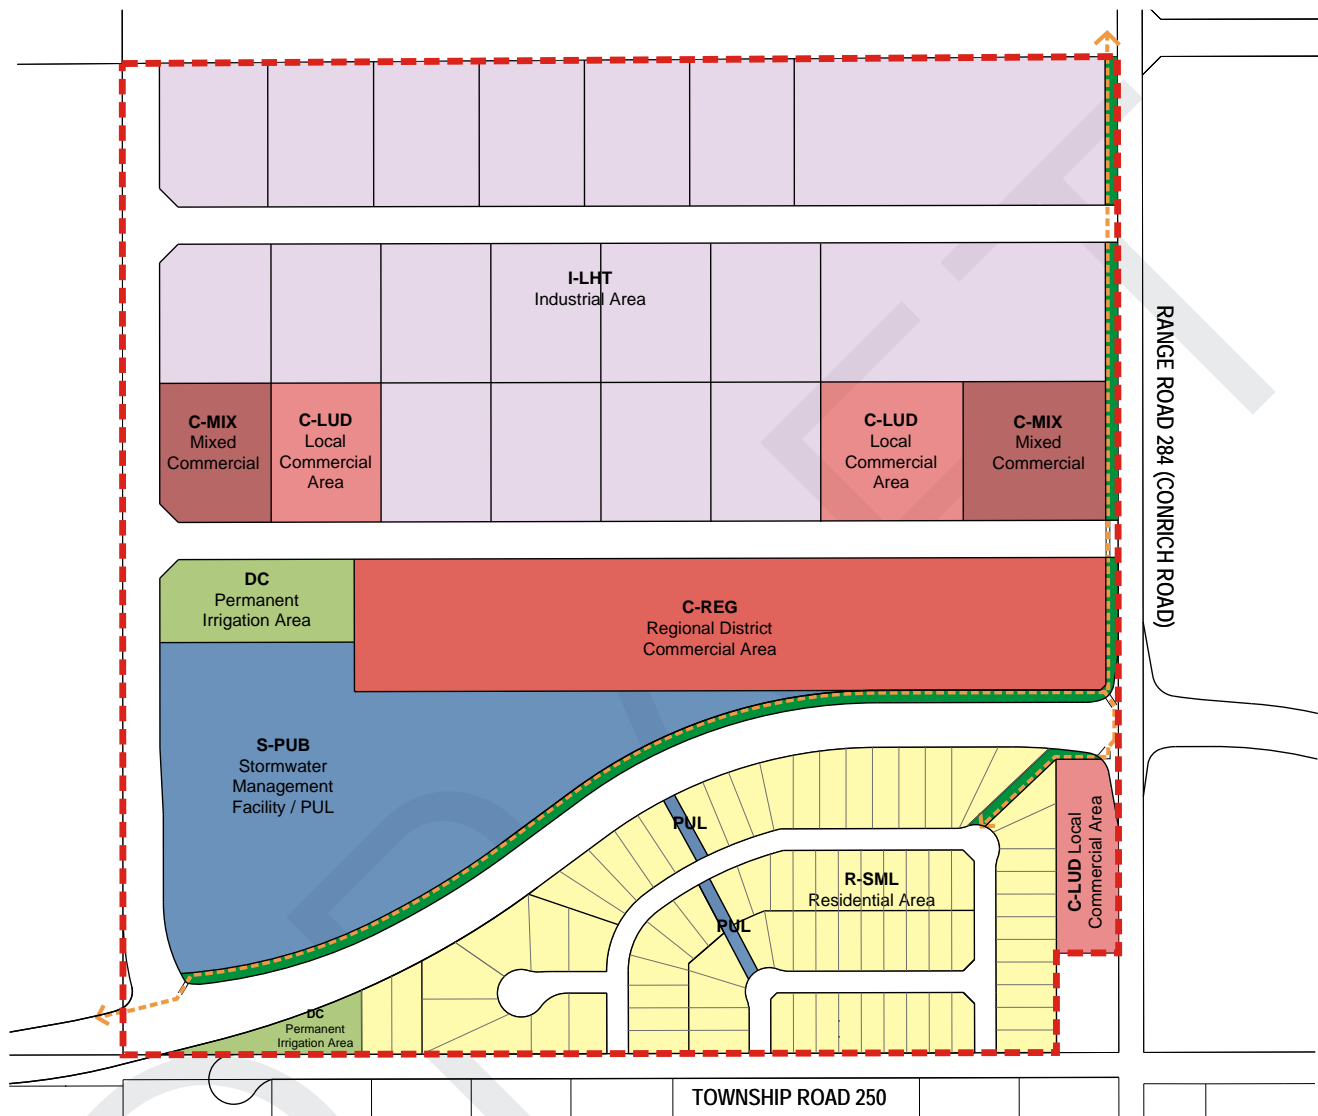 I-LHT
Industrial Area
RANGE ROAD 284 (CONRICH ROAD)
C-MIX
Mixed
Commercial
C-LUD
Local
Commercial
Area
C-LUD
Local
Commercial
Area
C-MIX
Mixed
Commercial
DC
Permanent
Irrigation Area
C-REG
Regional District
Commercial Area
S-PUB
Stormwater
Management
Facility / PUL
PUL
R-SML
Residential Area
PUL
C-LUD Local
Commercial Area
DC
Permanent
Irrigation Area
TOWNSHIP ROAD 250